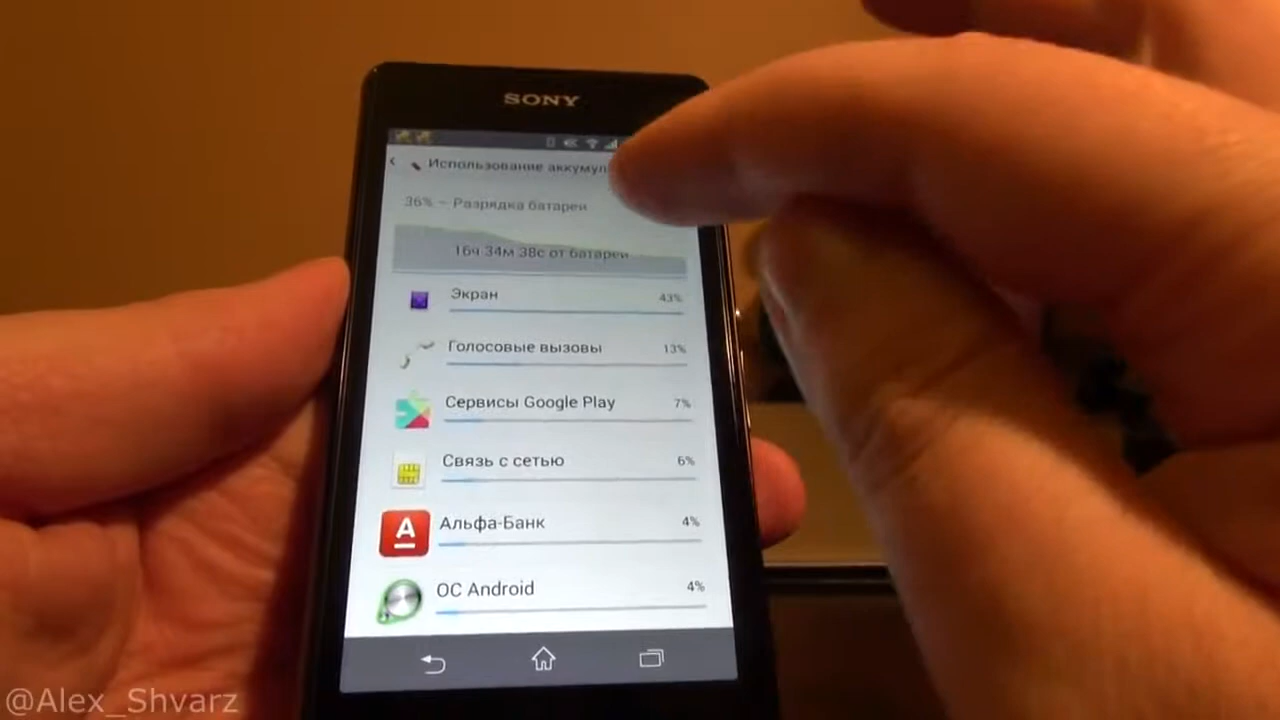 SONY
Использование аккумул
36% – Разрядка батареи
16ч 34м 38с от батареи
Экран 43%
Голосовые вызовы 13%
Сервисы Google Play 7%
Связь с сетью 6%
А Альфа-Банк 4%
ОС Android 4%
@Alex_Shvarz